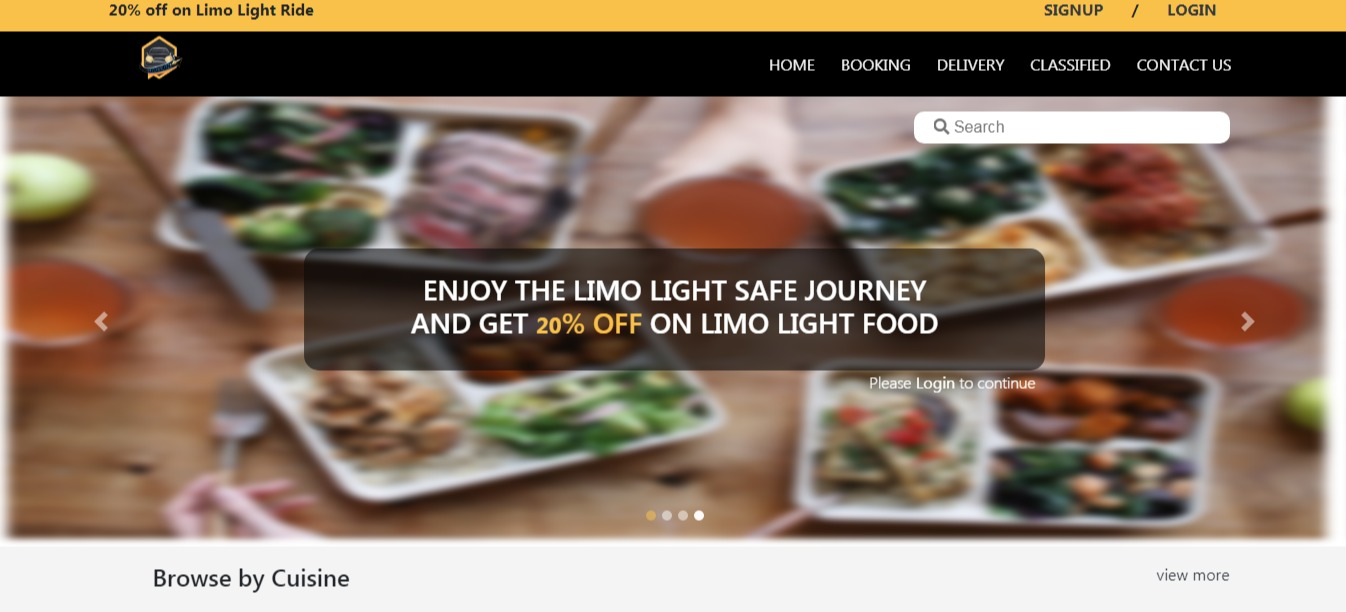 20% off on Limo Light Ride
SIGNUP / LOGIN
HOME BOOKING DELIVERY CLASSIFIED CONTACT US
Search
ENJOY THE LIMO LIGHT SAFE JOURNEY
AND GET 20% OFF ON LIMO LIGHT FOOD
Please Login to continue
Browse by Cuisine
view more